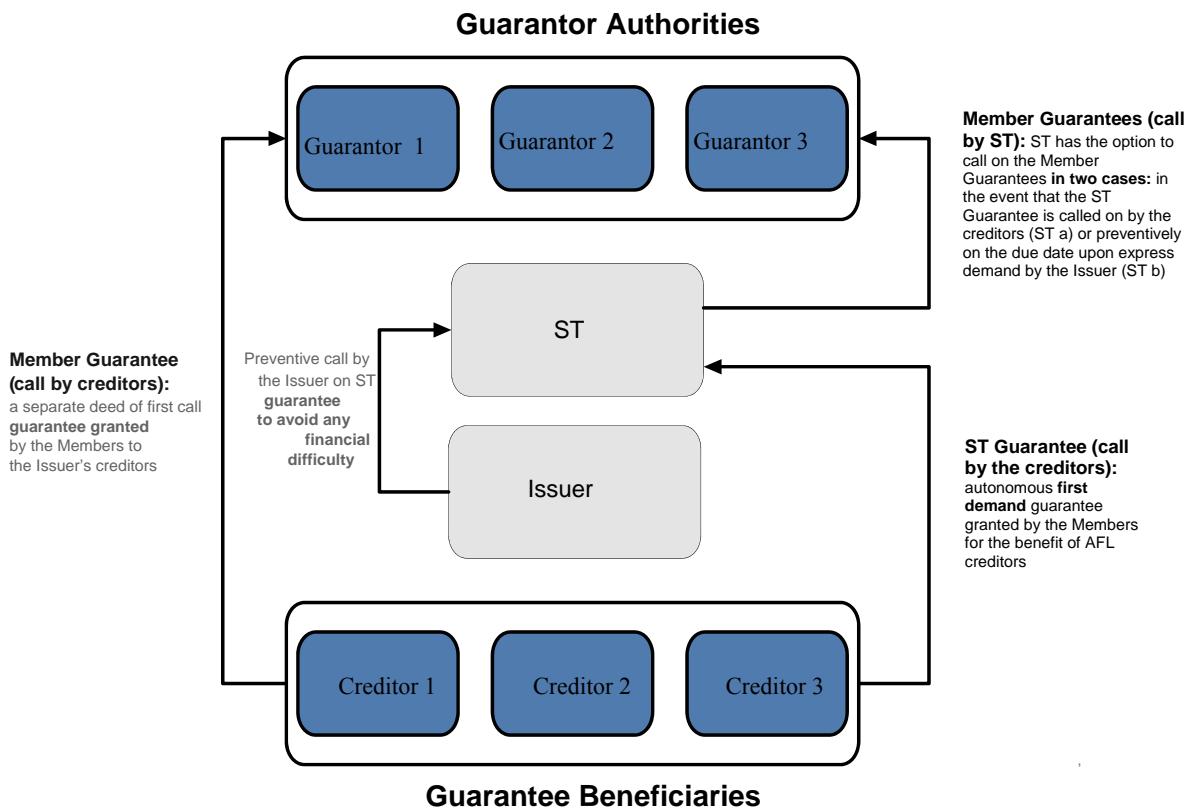 Guarantor Authorities
Guarantor 1
Guarantor 2
Guarantor 3
Member Guarantees (call
by ST): ST has the option to
call on the Member
Guarantees in two cases: in
the event that the ST
Guarantee is called on by the
creditors (ST a) or preventively
on the due date upon express
demand by the Issuer (ST b)
ST
Member Guarantee
(call by creditors):
a separate deed of first call
guarantee granted
by the Members to
the Issuer’s creditors
Preventive call by
the Issuer on ST
guarantee
to avoid any
financial
difficulty
Issuer
ST Guarantee (call
by the creditors):
autonomous first
demand guarantee
granted by the Members
for the benefit of AFL
creditors
Creditor 1
Creditor 2
Creditor 3
,
Guarantee Beneficiaries